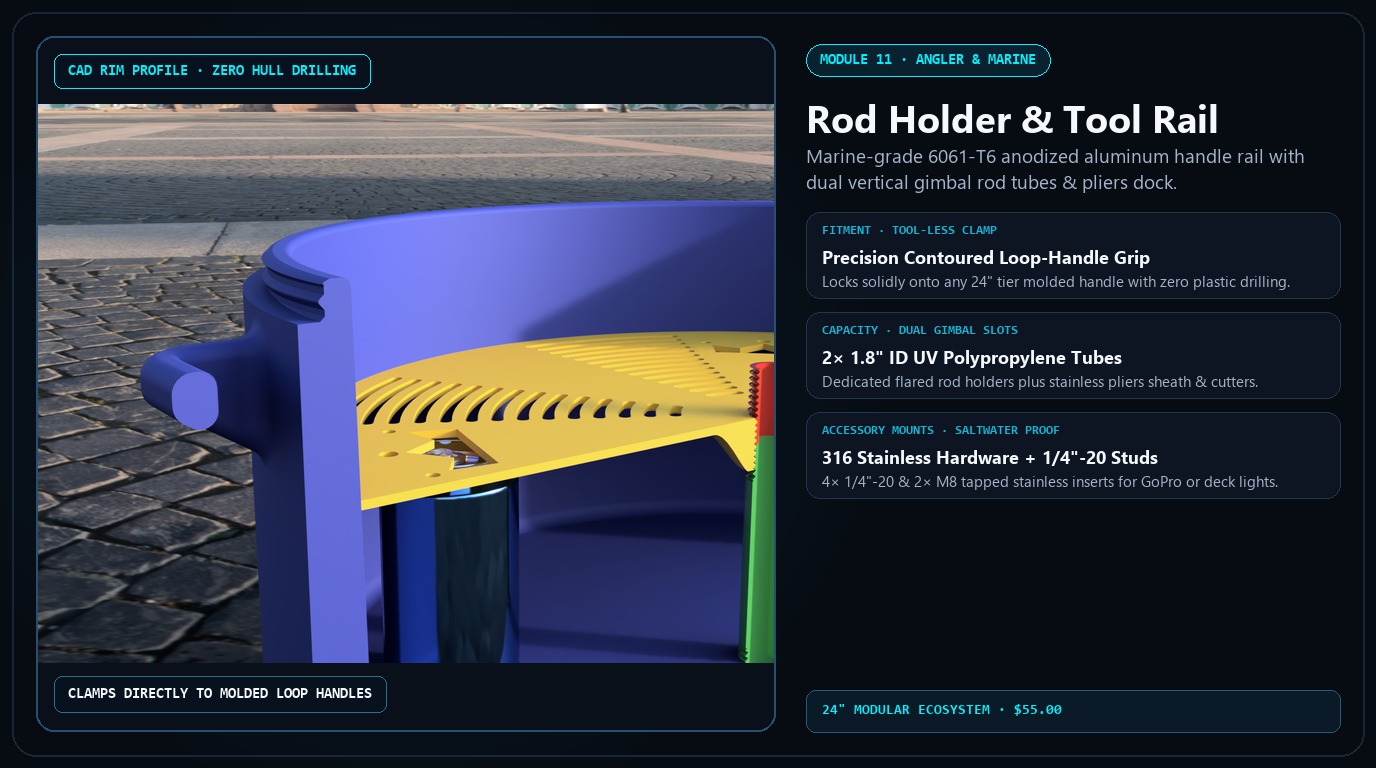 CAD RIM PROFILE · ZERO HULL DRILLING
CLAMPS DIRECTLY TO MOLDED LOOP HANDLES
MODULE 11 · ANGLER & MARINE
Rod Holder & Tool Rail
Marine-grade 6061-T6 anodized aluminum handle rail with
dual vertical gimbal rod tubes & pliers dock.
FITMENT · TOOL-LESS CLAMP
Precision Contoured Loop-Handle Grip
Locks solidly onto any 24" tier molded handle with zero plastic drilling.
CAPACITY · DUAL GIMBAL SLOTS
2× 1.8" ID UV Polypropylene Tubes
Dedicated flared rod holders plus stainless pliers sheath & cutters.
ACCESSORY MOUNTS · SALTWATER PROOF
316 Stainless Hardware + 1/4"-20 Studs
4× 1/4"-20 & 2× M8 tapped stainless inserts for GoPro or deck lights.
24" MODULAR ECOSYSTEM · $55.00